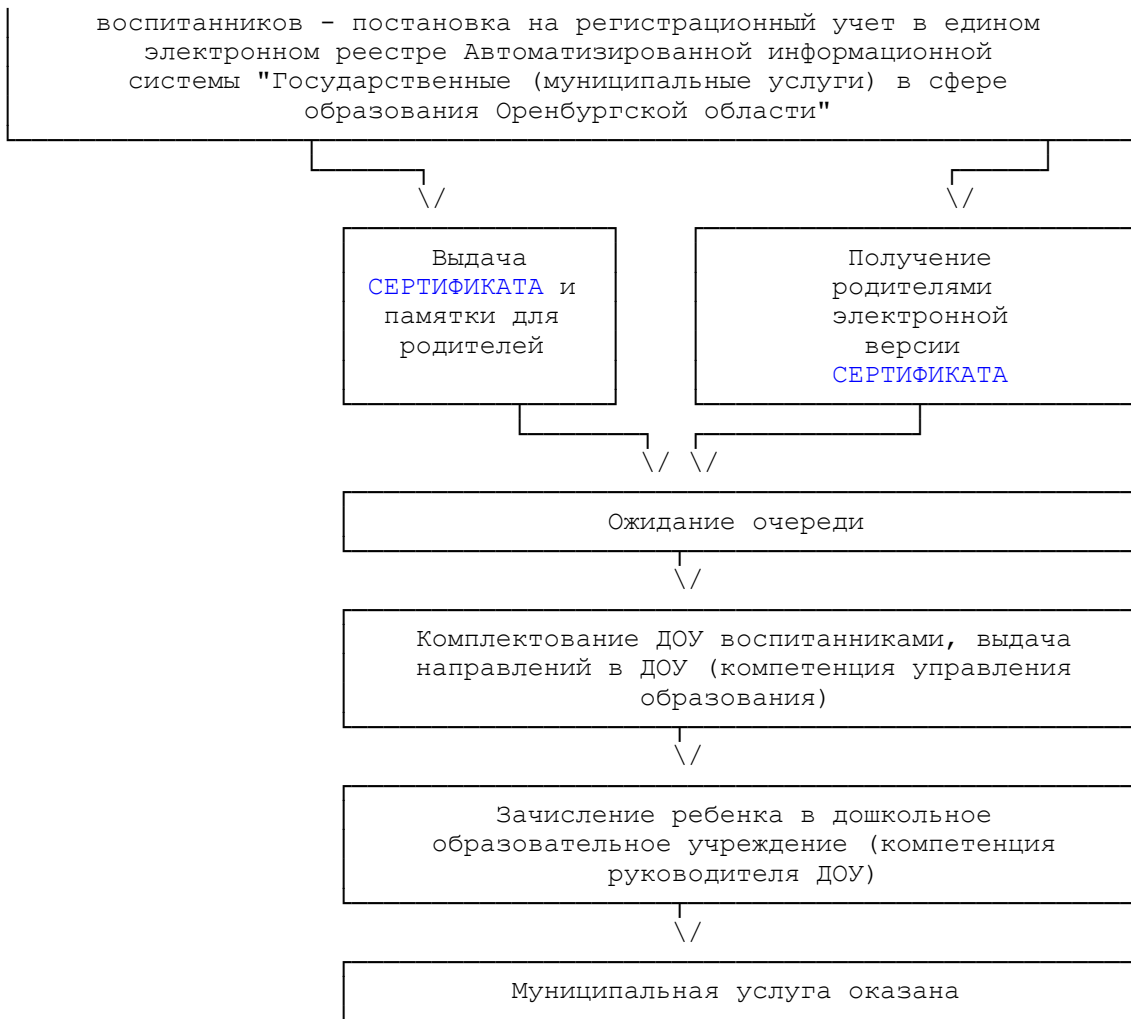 воспитанников - постановка на регистрационный учет в едином
электронном реестре Автоматизированной информационной
системы "Государственные (муниципальные услуги) в сфере
образования Оренбургской области"
Выдача
СЕРТИФИКАТА и
памятки для
родителей
Получение
родителями
электронной
версии
СЕРТИФИКАТА
Ожидание очереди
Комплектование ДОУ воспитанниками, выдача
направлений в ДОУ (компетенция управления
образования)
Зачисление ребенка в дошкольное
образовательное учреждение (компетенция
руководителя ДОУ)
Муниципальная услуга оказана